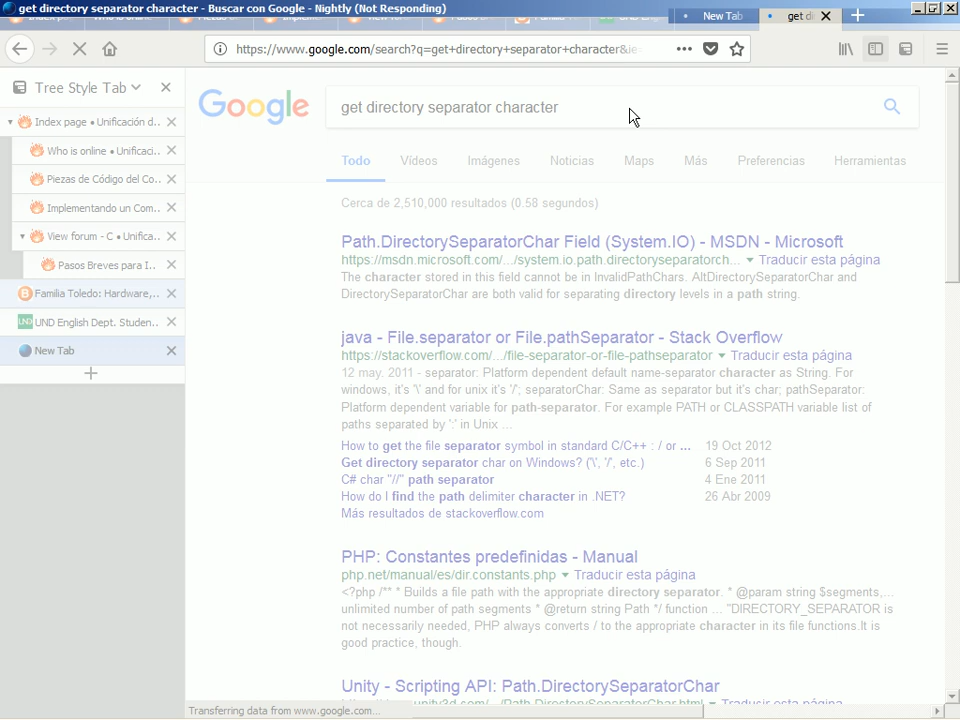 get directory separator character - Buscar con Google - Nightly (Not Responding)
New Tab
get di
https://www.google.com/search?q=get+directory+separator+character&ie
Tree Style Tab
Index page • Unificación d...
Who is online • Unificaci...
Piezas de Código del Co...
Implementando un Com...
View forum - C • Unifica...
Pasos Breves para I...
Familia Toledo: Hardware,...
UND English Dept. Studen...
New Tab
Google
get directory separator character
Todo Vídeos Imágenes Noticias Maps Más Preferencias Herramientas
Cerca de 2,510,000 resultados (0.58 segundos)
Path.DirectorySeparatorChar Field (System.IO) - MSDN - Microsoft
https://msdn.microsoft.com/.../system.io.path.directoryseparatorch... Traducir esta página
The character stored in this field cannot be in InvalidPathChars. AltDirectorySeparatorChar and
DirectorySeparatorChar are both valid for separating directory levels in a path string.
java - File.separator or File.pathSeparator - Stack Overflow
https://stackoverflow.com/.../file-separator-or-file-pathseparator Traducir esta página
12 may. 2011 - separator: Platform dependent default name-separator character as String. For
windows, it's '\' and for unix it's '/'; separatorChar: Same as separator but it's char; pathSeparator:
Platform dependent variable for path-separator. For example PATH or CLASSPATH variable list of
paths separated by ':' in Unix ...
How to get the file separator symbol in standard C/C++ : / or ... 19 Oct 2012
Get directory separator char on Windows? ('\', '/', etc.) 6 Sep 2011
C# char "//" path separator 4 Ene 2011
How do I find the path delimiter character in .NET? 26 Abr 2009
Más resultados de stackoverflow.com
PHP: Constantes predefinidas - Manual
php.net/manual/es/dir.constants.php Traducir esta página
<?php /** * Builds a file path with the appropriate directory separator. * @param string $segments,...
unlimited number of path segments * @return string Path */ function ... "DIRECTORY_SEPARATOR is
not necessarily needed, PHP always converts / to the appropriate character in its file functions.It is
good practice, though.
Unity - Scripting API: Path.DirectorySeparatorChar
Traducir esta página
Transferring data from www.google.com...